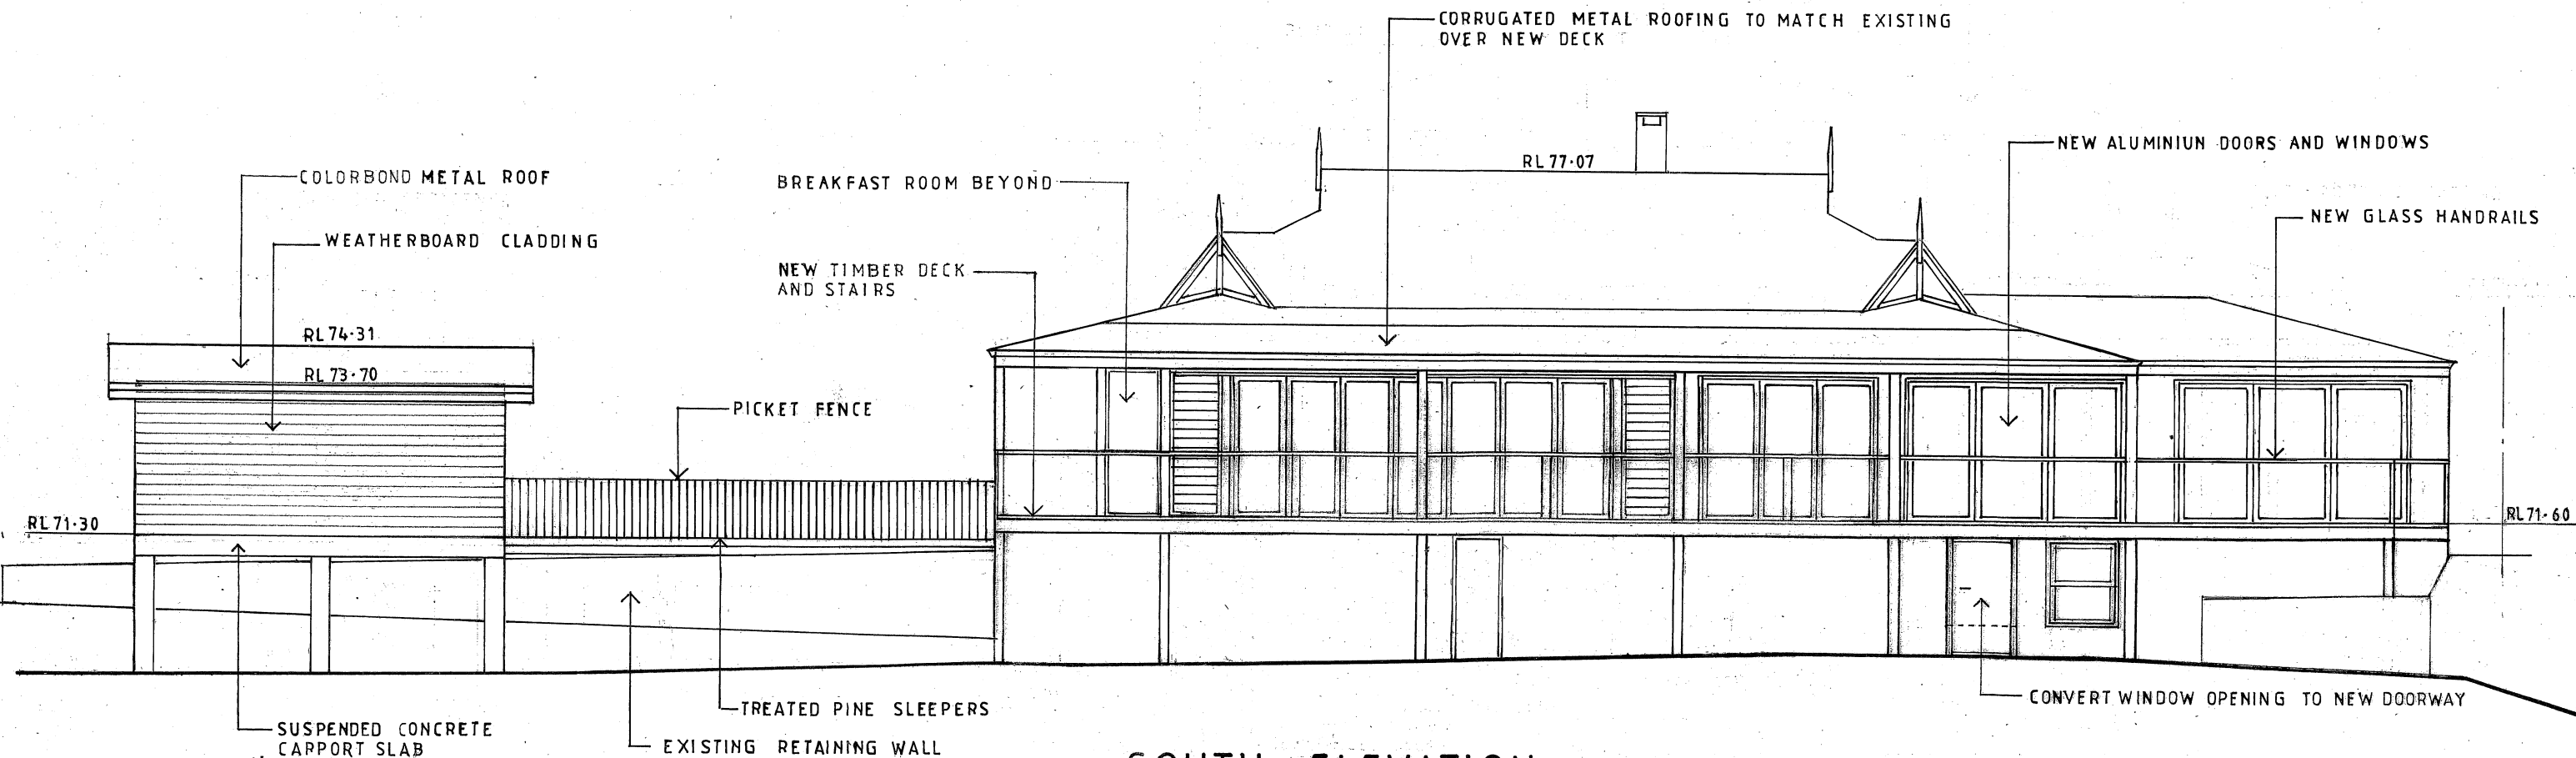 CORRUGATED METAL ROOFING TO MATCH EXISTING
OVER NEW DECK
NEW ALUMINIUN DOORS AND WINDOWS
RL 77·07
COLORBOND METAL ROOF
BREAKFAST ROOM BEYOND
NEW GLASS HANDRAILS
WEATHERBOARD CLADDING
NEW TIMBER DECK
AND STAIRS
RL 74·31
RL 73·70
PICKET FENCE
RL 71·30
RL 71·60
CONVERT WINDOW OPENING TO NEW DOORWAY
TREATED PINE SLEEPERS
SUSPENDED CONCRETE
CARPORT SLAB
EXISTING RETAINING WALL
SOUTH ELEVATION